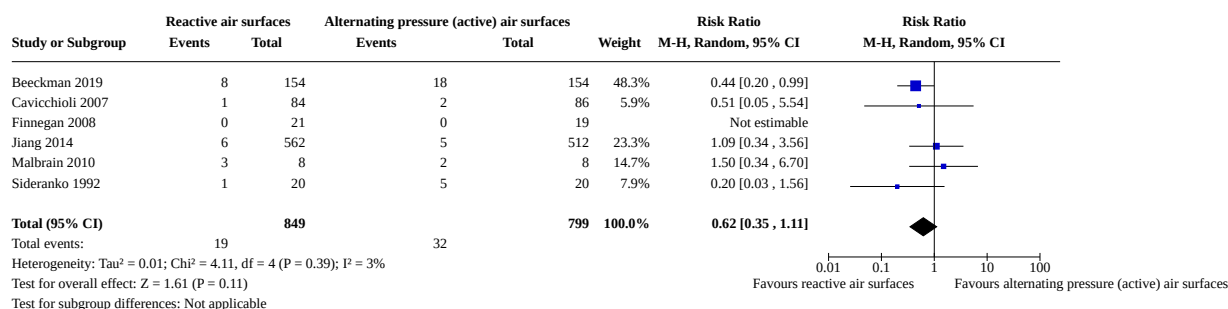 Reactive air surfaces Alternating pressure (active) air surfaces Risk Ratio Risk Ratio
Study or Subgroup Events Total Events Total Weight M-H, Random, 95% CI M-H, Random, 95% CI
Beeckman 2019 8 154 18 154 48.3% 0.44 [0.20 , 0.99]
Cavicchioli 2007 1 84 2 86 5.9% 0.51 [0.05 , 5.54]
Finnegan 2008 0 21 0 19 Not estimable
Jiang 2014 6 562 5 512 23.3% 1.09 [0.34 , 3.56]
Malbrain 2010 3 8 2 8 14.7% 1.50 [0.34 , 6.70]
Sideranko 1992 1 20 5 20 7.9% 0.20 [0.03 , 1.56]
Total (95% CI) 849 799 100.0% 0.62 [0.35 , 1.11]
Total events: 19 32
Heterogeneity: Tau² = 0.01; Chi² = 4.11, df = 4 (P = 0.39); I² = 3%
0.01 0.1 1 10 100
Test for overall effect: Z = 1.61 (P = 0.11) Favours reactive air surfaces Favours alternating pressure (active) air surfaces
Test for subgroup differences: Not applicable